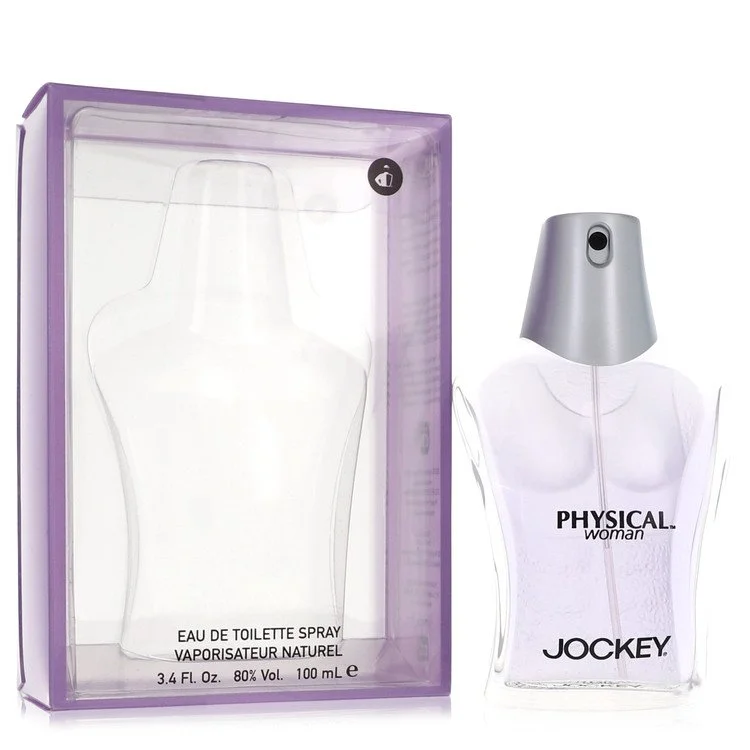 EAU DE TOILETTE SPRAY
VAPORISATEUR NATUREL
3.4 Fl. Oz. 80% Vol. 100 mL e
PHYSICAL™
woman
JOCKEY®